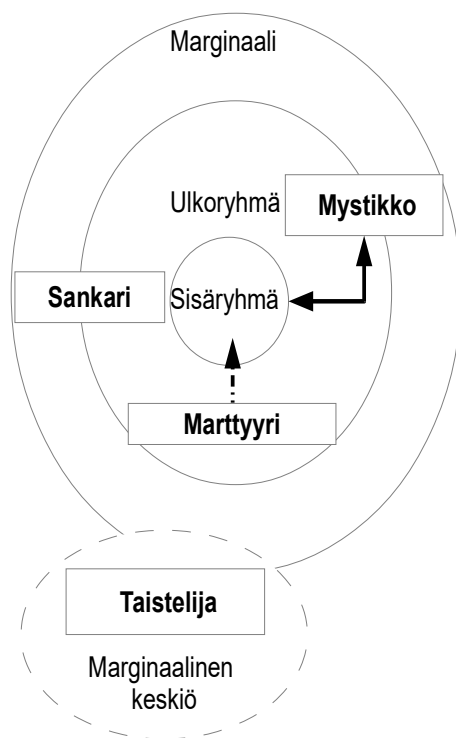 Marginaali
Ulkoryhmä
Mystikko
Sankari
Sisäryhmä
Marttyyri
Taistelija
Marginaalinen
keskiö